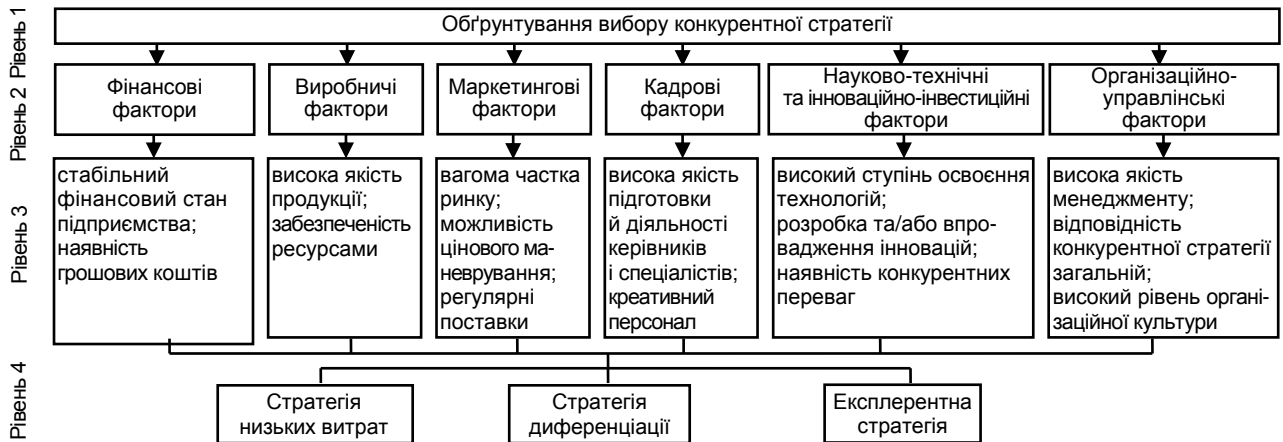 Рівень 1
Обґрунтування вибору конкурентної стратегії
Рівень 2
Фінансові
фактори
Виробничі
фактори
Маркетингові
фактори
Кадрові
фактори
Науково-технічні
та інноваційно-інвестиційні
фактори
Організаційно-
управлінські
фактори
Рівень 3
стабільний
фінансовий стан
підприємства;
наявність
грошових коштів
висока якість
продукції;
забезпеченість
ресурсами
вагома частка
ринку;
можливість
цінового ма-
неврування;
регулярні
поставки
висока якість
підготовки
й діяльності
керівників
і спеціалістів;
креативний
персонал
високий ступінь освоєння
технологій;
розробка та/або впро-
вадження інновацій;
наявність конкурентних
переваг
висока якість
менеджменту;
відповідність
конкурентної стратегії
загальній;
високий рівень органі-
заційної культури
Рівень 4
Стратегія
низьких витрат
Стратегія
диференціації
Експлерентна
стратегія